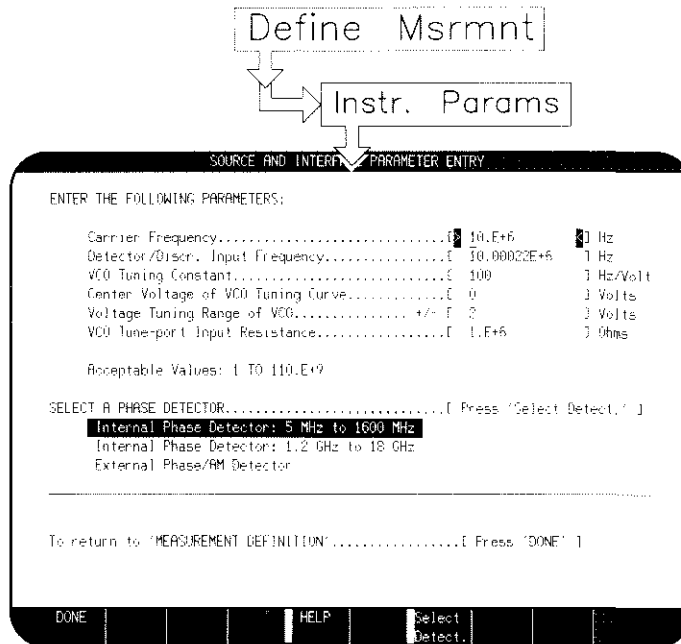 Define Msrmnt
Instr. Params
SOURCE AND PARAMETER ENTRY
ENTER THE FOLLOWING PARAMETERS:
Carrier Frequency..............................[> 10.E+6 <] Hz
Detector/Discr. Input Frequency................[ 10.00022E+6 ] Hz
VCO Tuning Constant............................[ 100 ] Hz/Volt
Center Voltage of VCO Tuning Curve.............[ 0 ] Volts
Voltage Tuning Range of VCO............... +/- [ 2 ] Volts
VCO Tune-port Input Resistance.................[ 1.E+6 ] Ohms
Acceptable Values: 1 TO 110.E+9
SELECT A PHASE DETECTOR.............................[ Press 'Select Detect.' ]
Internal Phase Detector: 5 MHz to 1600 MHz
Internal Phase Detector: 1.2 GHz to 18 GHz
External Phase/AM Detector
To return to 'MEASUREMENT DEFINITION'.................[ Press 'DONE' ]
DONE HELP Select
Detect.